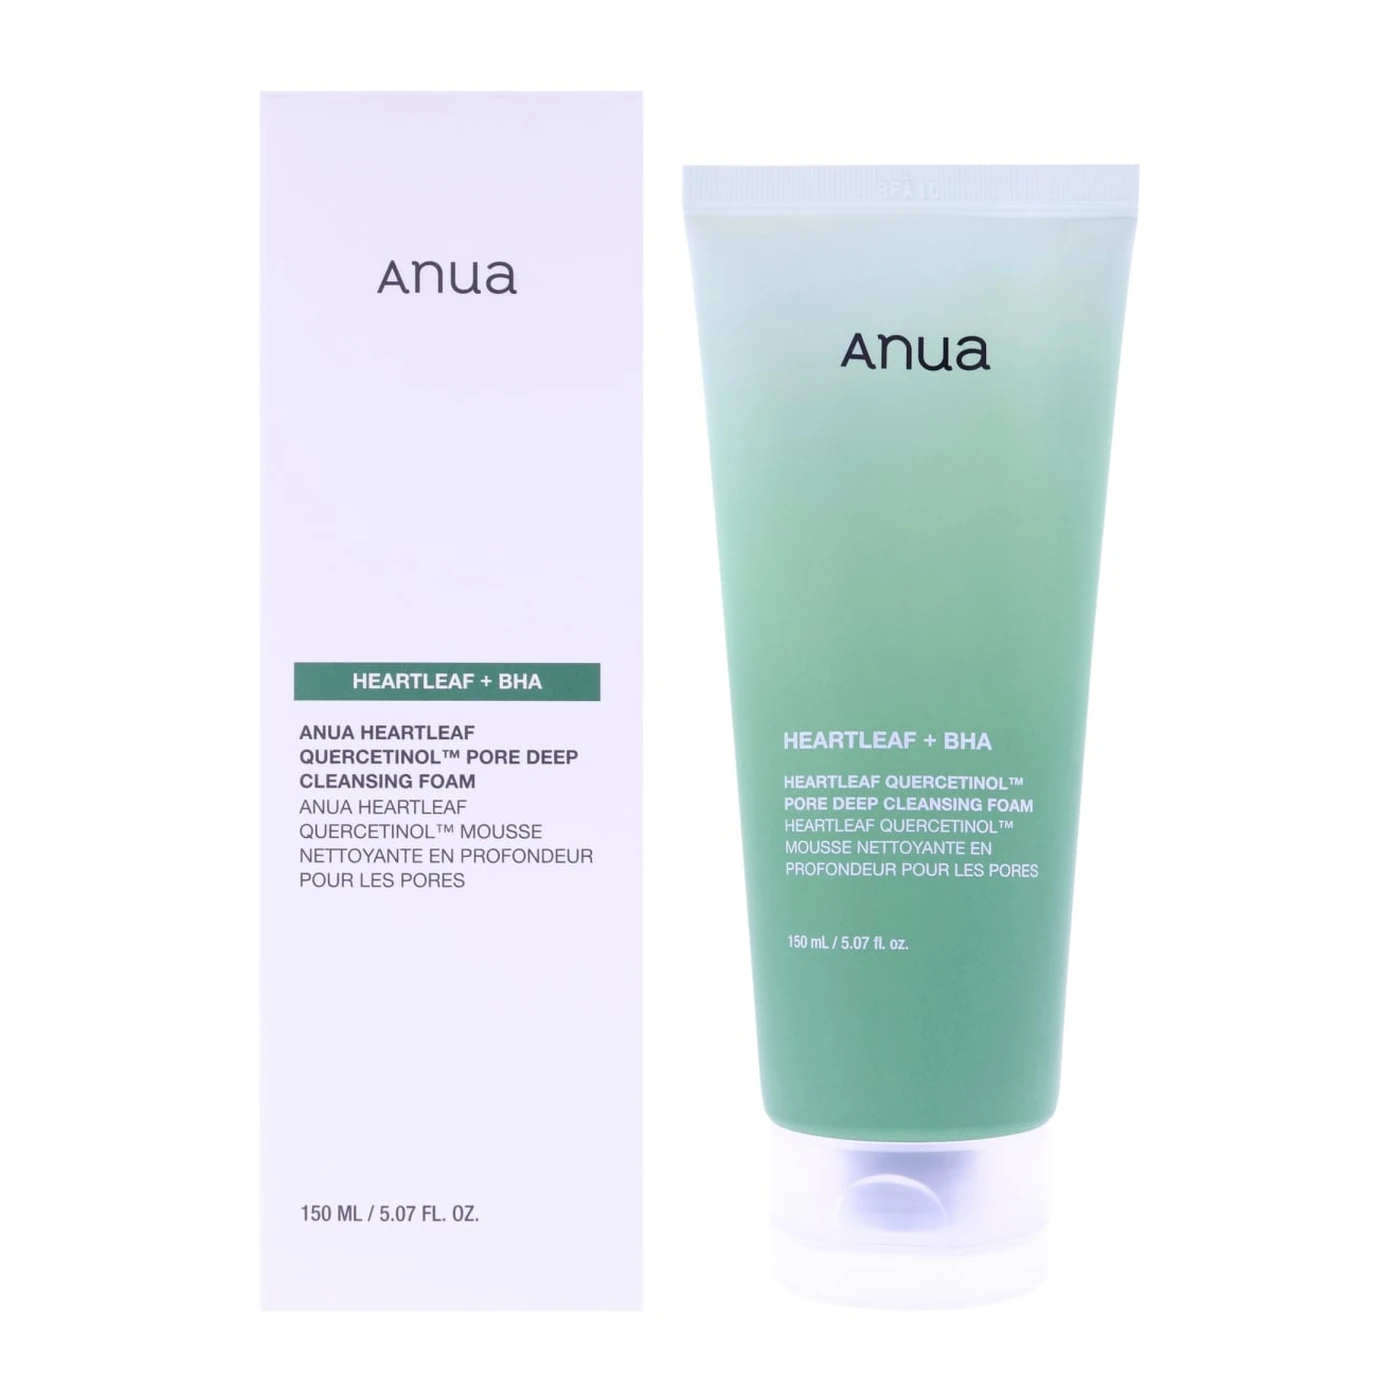 Anua
HEARTLEAF + BHA
ANUA HEARTLEAF
QUERCETINOL™ PORE DEEP
CLEANSING FOAM
ANUA HEARTLEAF
QUERCETINOL™ MOUSSE
NETTOYANTE EN PROFONDEUR
POUR LES PORES
150 ML / 5.07 FL. OZ.
Anua
HEARTLEAF + BHA
HEARTLEAF QUERCETINOL™
PORE DEEP CLEANSING FOAM
HEARTLEAF QUERCETINOL™
MOUSSE NETTOYANTE EN
PROFONDEUR POUR LES PORES
150 mL / 5.07 fl. oz.